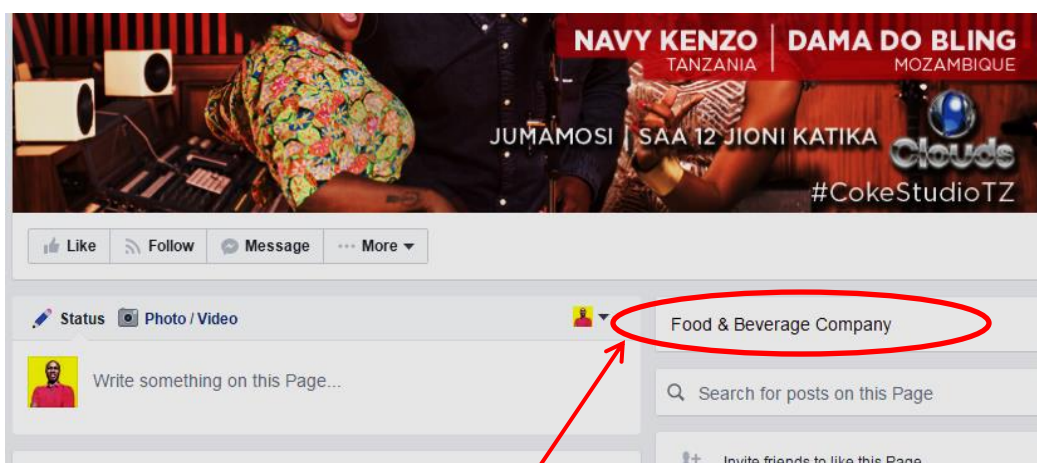 NAVY KENZO | DAMA DO BLING
TANZANIA MOZAMBIQUE
JUMAMOSI | SAA 12 JIONI KATIKA Clouds
#CokeStudioTZ
Like Follow Message More
Status Photo / Video
Food & Beverage Company
Write something on this Page...
Search for posts on this Page
Invite friends to like this Page